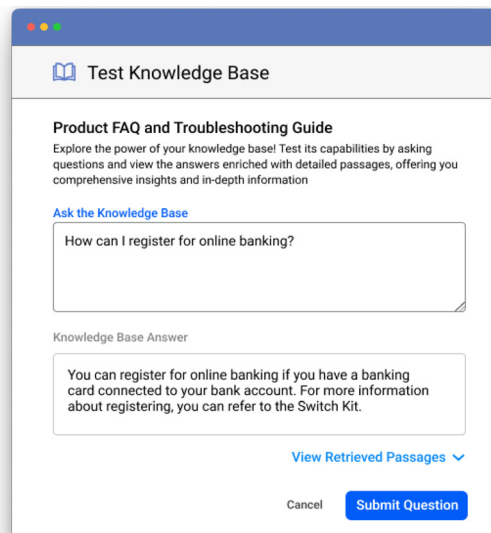 Test Knowledge Base
Product FAQ and Troubleshooting Guide
Explore the power of your knowledge base! Test its capabilities by asking
questions and view the answers enriched with detailed passages, offering you
comprehensive insights and in-depth information
Ask the Knowledge Base
How can I register for online banking?
Knowledge Base Answer
You can register for online banking if you have a banking
card connected to your bank account. For more information
about registering, you can refer to the Switch Kit.
View Retrieved Passages
Cancel
Submit Question